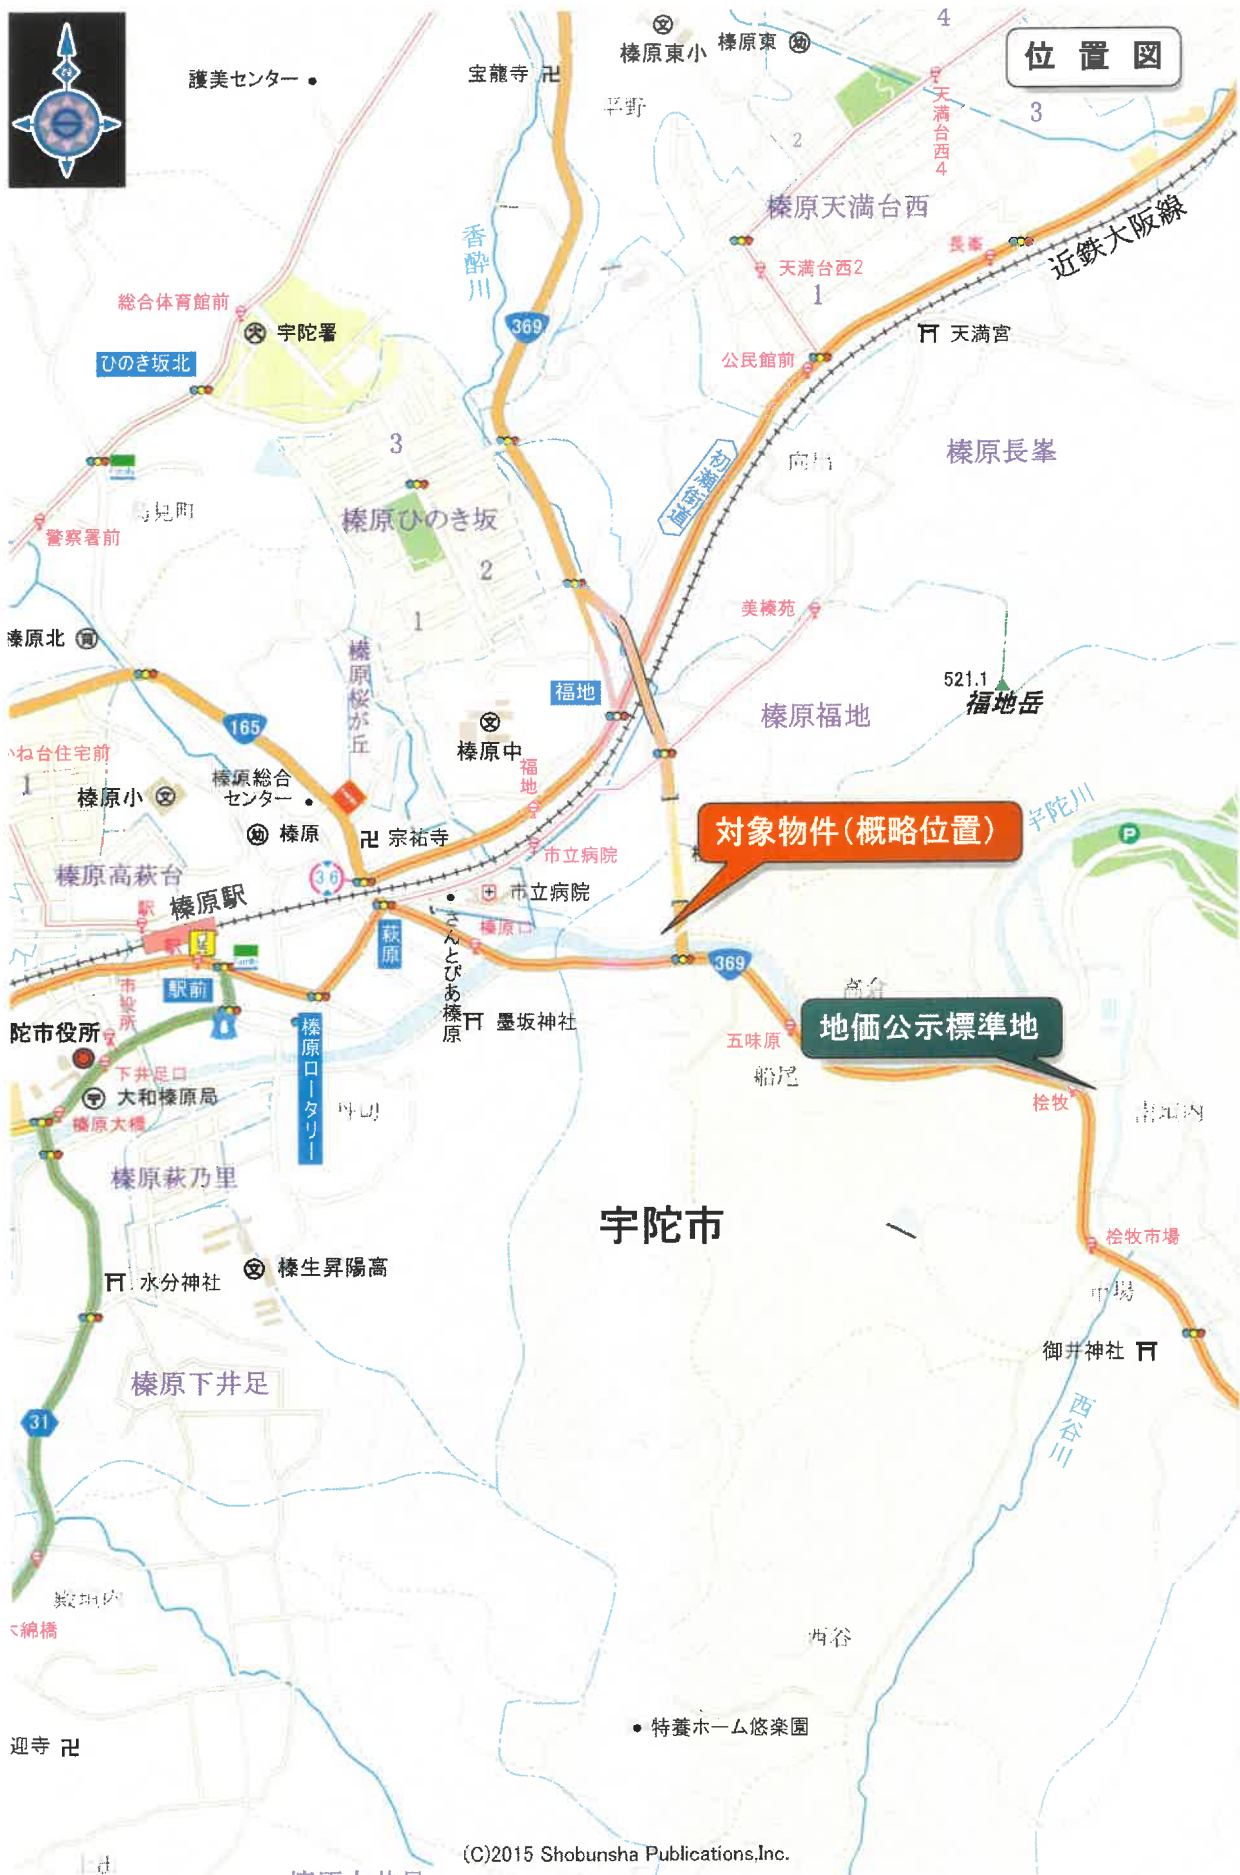 位置図
4
榛原東小
榛原東
護美センター
宝龍寺
平野
3
天満台西4
2
榛原天満台西
香酔川
長峯
近鉄大阪線
天満台西2
1
総合体育館前
宇陀署
369
天満宮
ひのき坂北
公民館前
3
初瀬街道
榛原長峯
榛原ひのき坂
警察署前
2
1
美榛苑
榛原北
榛原桜が丘
521.1
福地岳
福地
榛原福地
165
榛原中
ね台住宅前
1
榛原総合
センター
福地
榛原小
宇陀川
P
榛原
宗祐寺
対象物件(概略位置)
市立病院
榛原高萩台
36
榛原駅
市立病院
駅
駅
萩原
榛原口
さんとぴあ榛原
369
駅前
市役所
墨坂神社
陀市役所
榛原ロータリー
地価公示標準地
五味原
下井足口
船尾
大和榛原局
桧牧
榛原大橋
榛原萩乃里
宇陀市
桧牧市場
榛生昇陽高
水分神社
御井神社
榛原下井足
31
西谷川
木綿橋
西谷
特養ホーム悠楽園
迎寺
(C)2015 Shobunsha Publications,Inc.